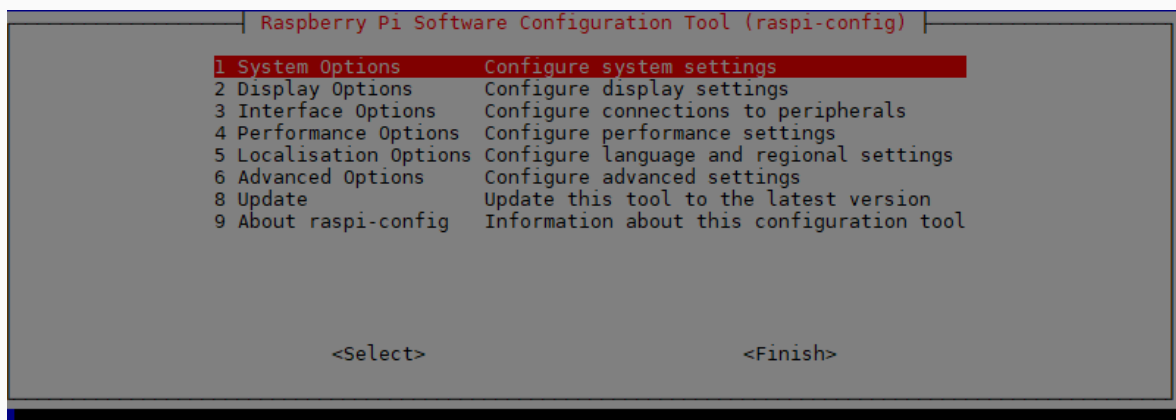 Raspberry Pi Software Configuration Tool (raspi-config)
1 System Options Configure system settings
2 Display Options Configure display settings
3 Interface Options Configure connections to peripherals
4 Performance Options Configure performance settings
5 Localisation Options Configure language and regional settings
6 Advanced Options Configure advanced settings
8 Update Update this tool to the latest version
9 About raspi-config Information about this configuration tool
<Select> <Finish>